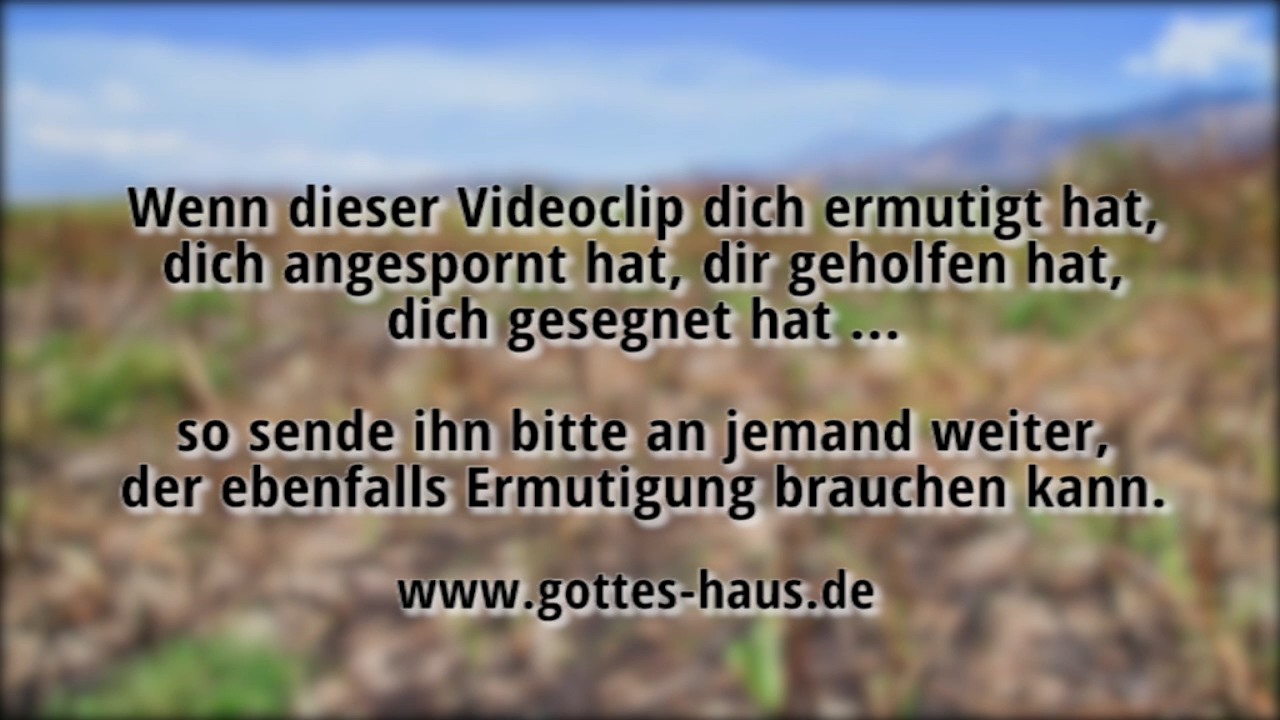 Wenn dieser Videoclip dich ermutigt hat,
dich angespornt hat, dir geholfen hat,
dich gesegnet hat ...
so sende ihn bitte an jemand weiter,
der ebenfalls Ermutigung brauchen kann.
www.gottes-haus.de